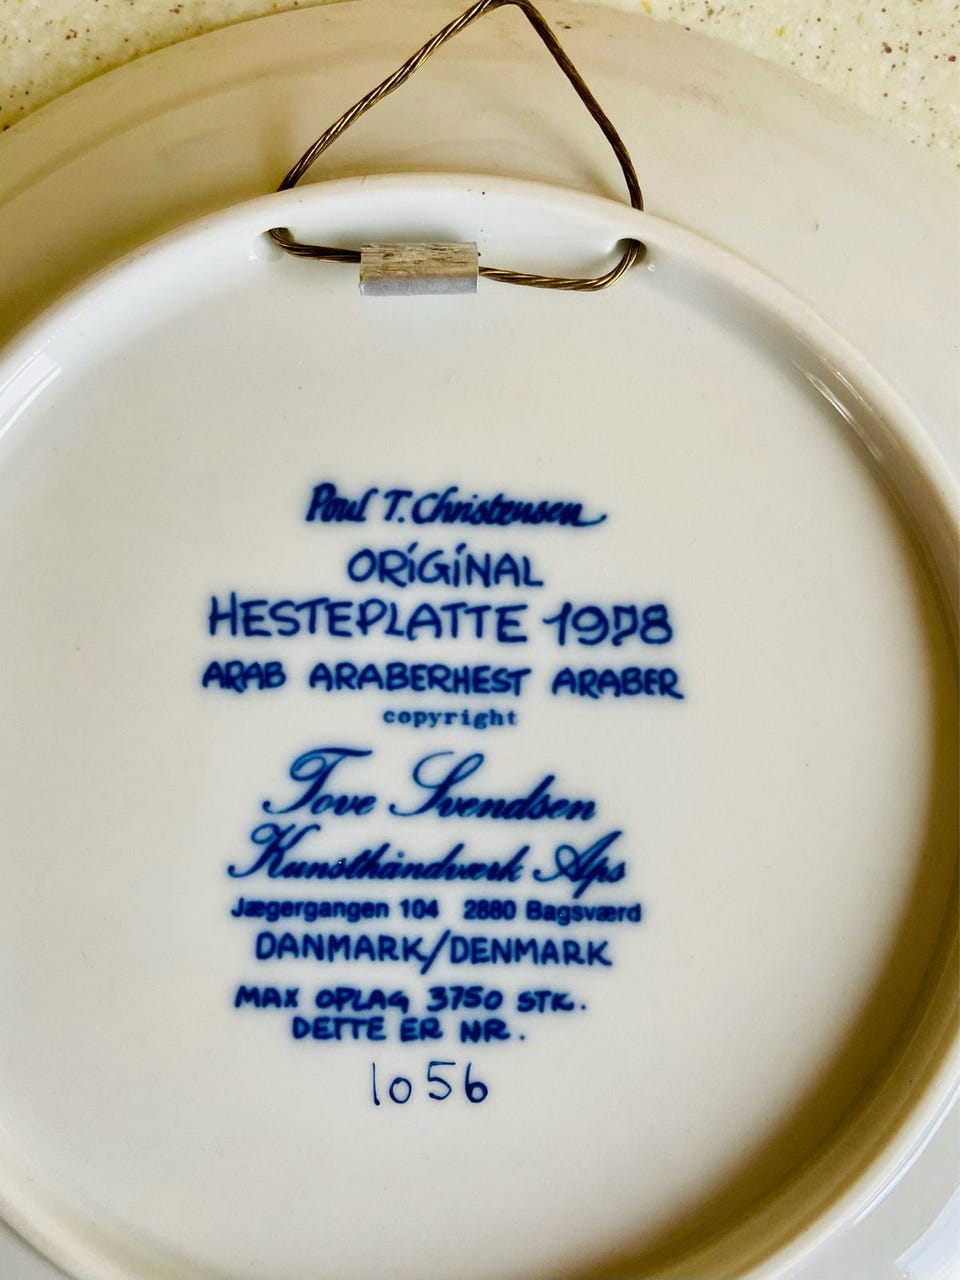 Poul T. Christensen
ORIGINAL
HESTEPLATTE 1978
ARAB ARABERHEST ARABER
copyright
Tove Svendsen
Kunsthåndværk Aps
Jægergangen 104 2880 Bagsværd
DANMARK/DENMARK
MAX OPLAG 3750 STK.
DETTE ER NR.
1056